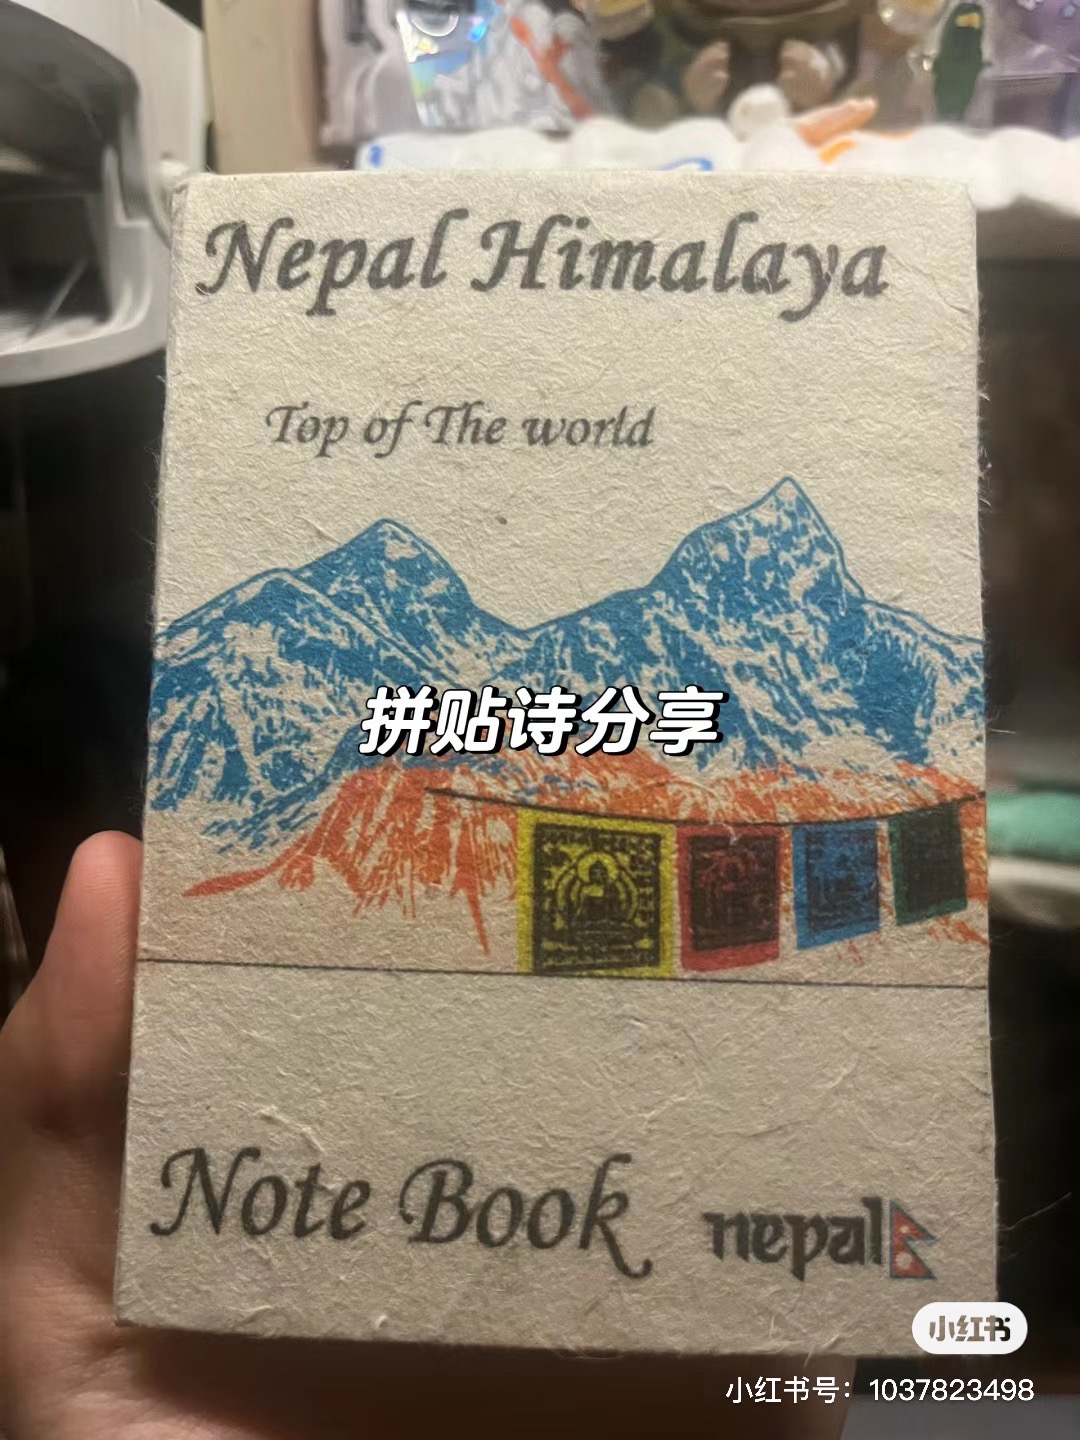 Nepal Himalaya
Top of The world
拼贴诗分享
Note Book
nepal
小红书
小红书号：1037823498